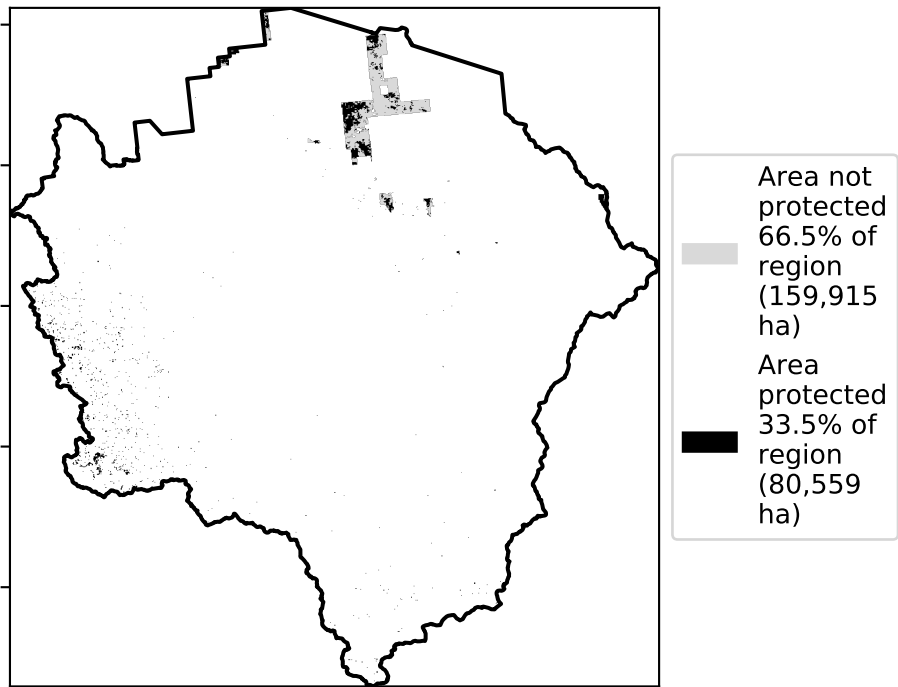 Area not
protected
66.5% of
region
(159,915
ha)
Area
protected
33.5% of
region
(80,559
ha)